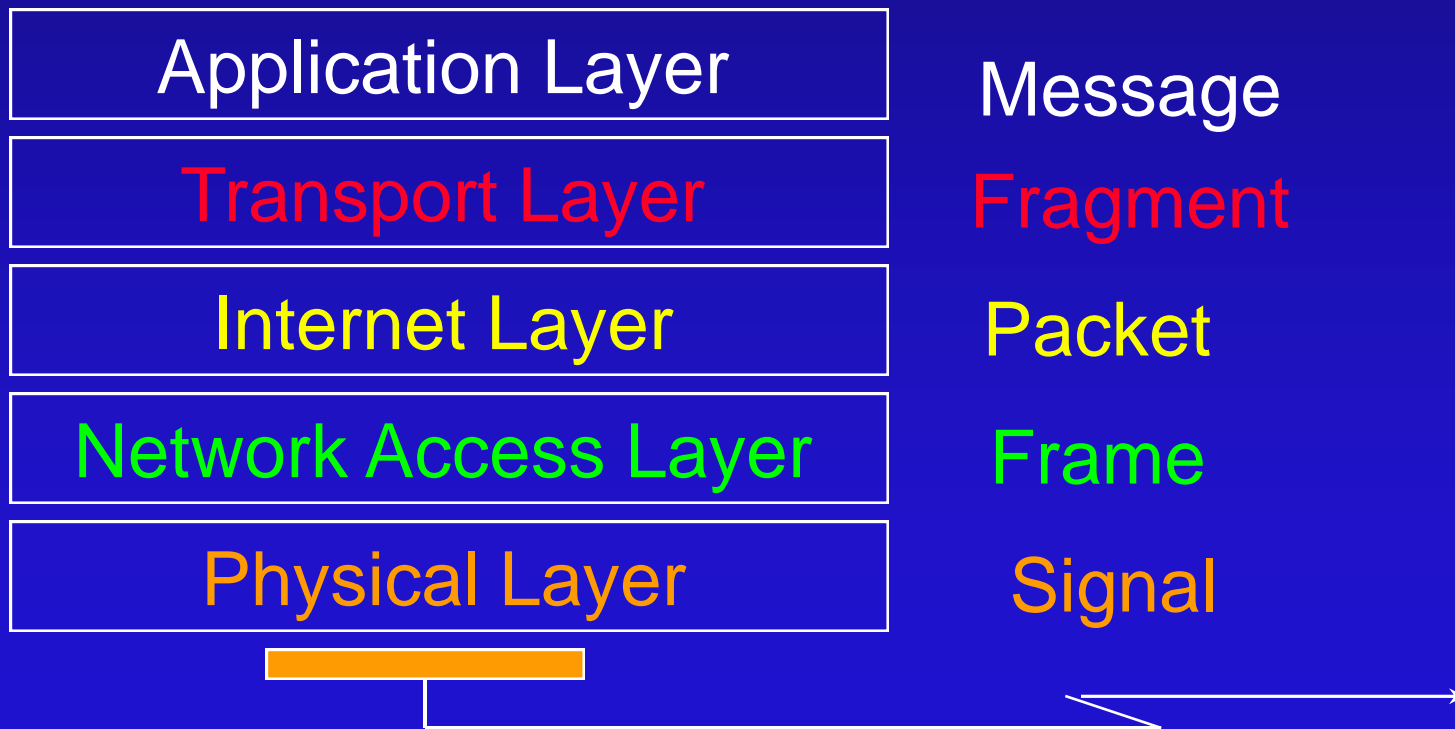 Application Layer
Message
Transport Layer
Fragment
Internet Layer
Packet
Network Access Layer
Frame
Physical Layer
Signal